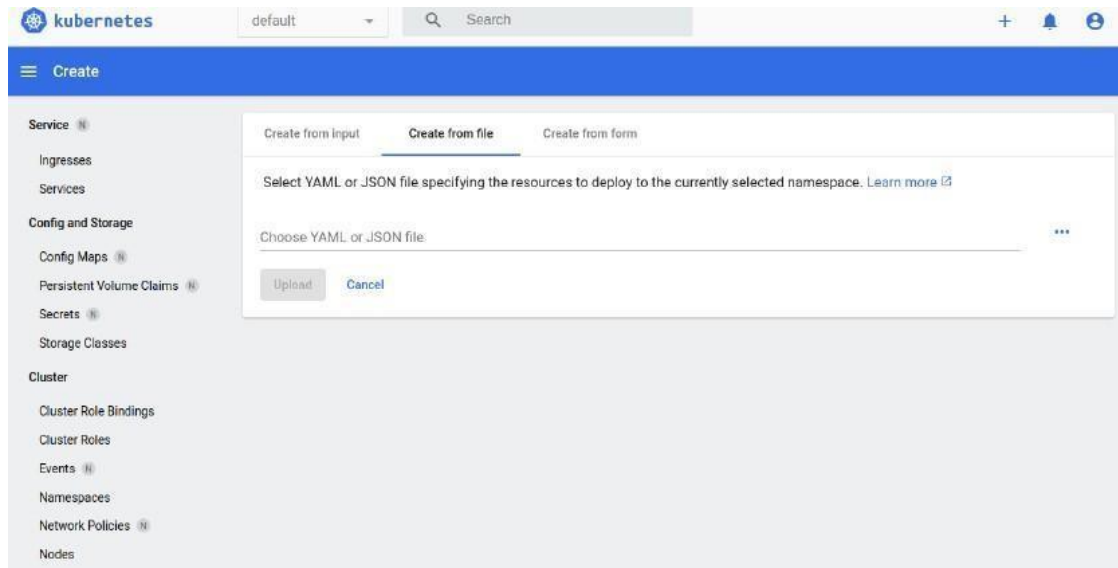 kubernetes
default
Search
Create
Service N
Ingresses
Services
Config and Storage
Config Maps N
Persistent Volume Claims N
Secrets N
Storage Classes
Cluster
Cluster Role Bindings
Cluster Roles
Events N
Namespaces
Network Policies N
Nodes
Create from input
Create from file
Create from form
Select YAML or JSON file specifying the resources to deploy to the currently selected namespace. Learn more
Choose YAML or JSON file
Upload
Cancel